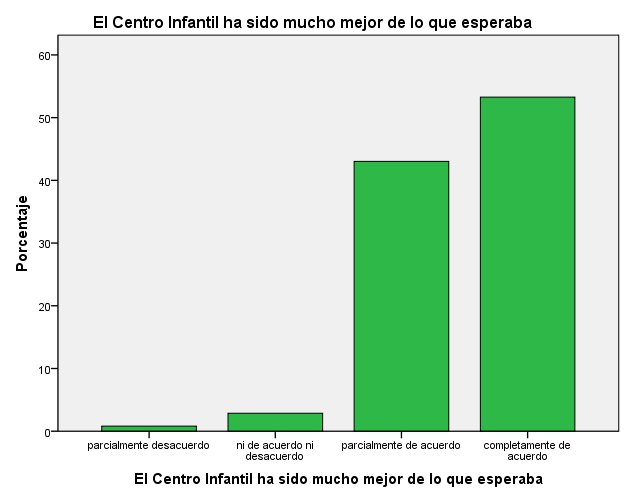 El Centro Infantil ha sido mucho mejor de lo que esperaba
Porcentaje
60
50
40
30
20
10
0
parcialmente desacuerdo
ni de acuerdo ni
desacuerdo
parcialmente de acuerdo
completamente de
acuerdo
El Centro Infantil ha sido mucho mejor de lo que esperaba